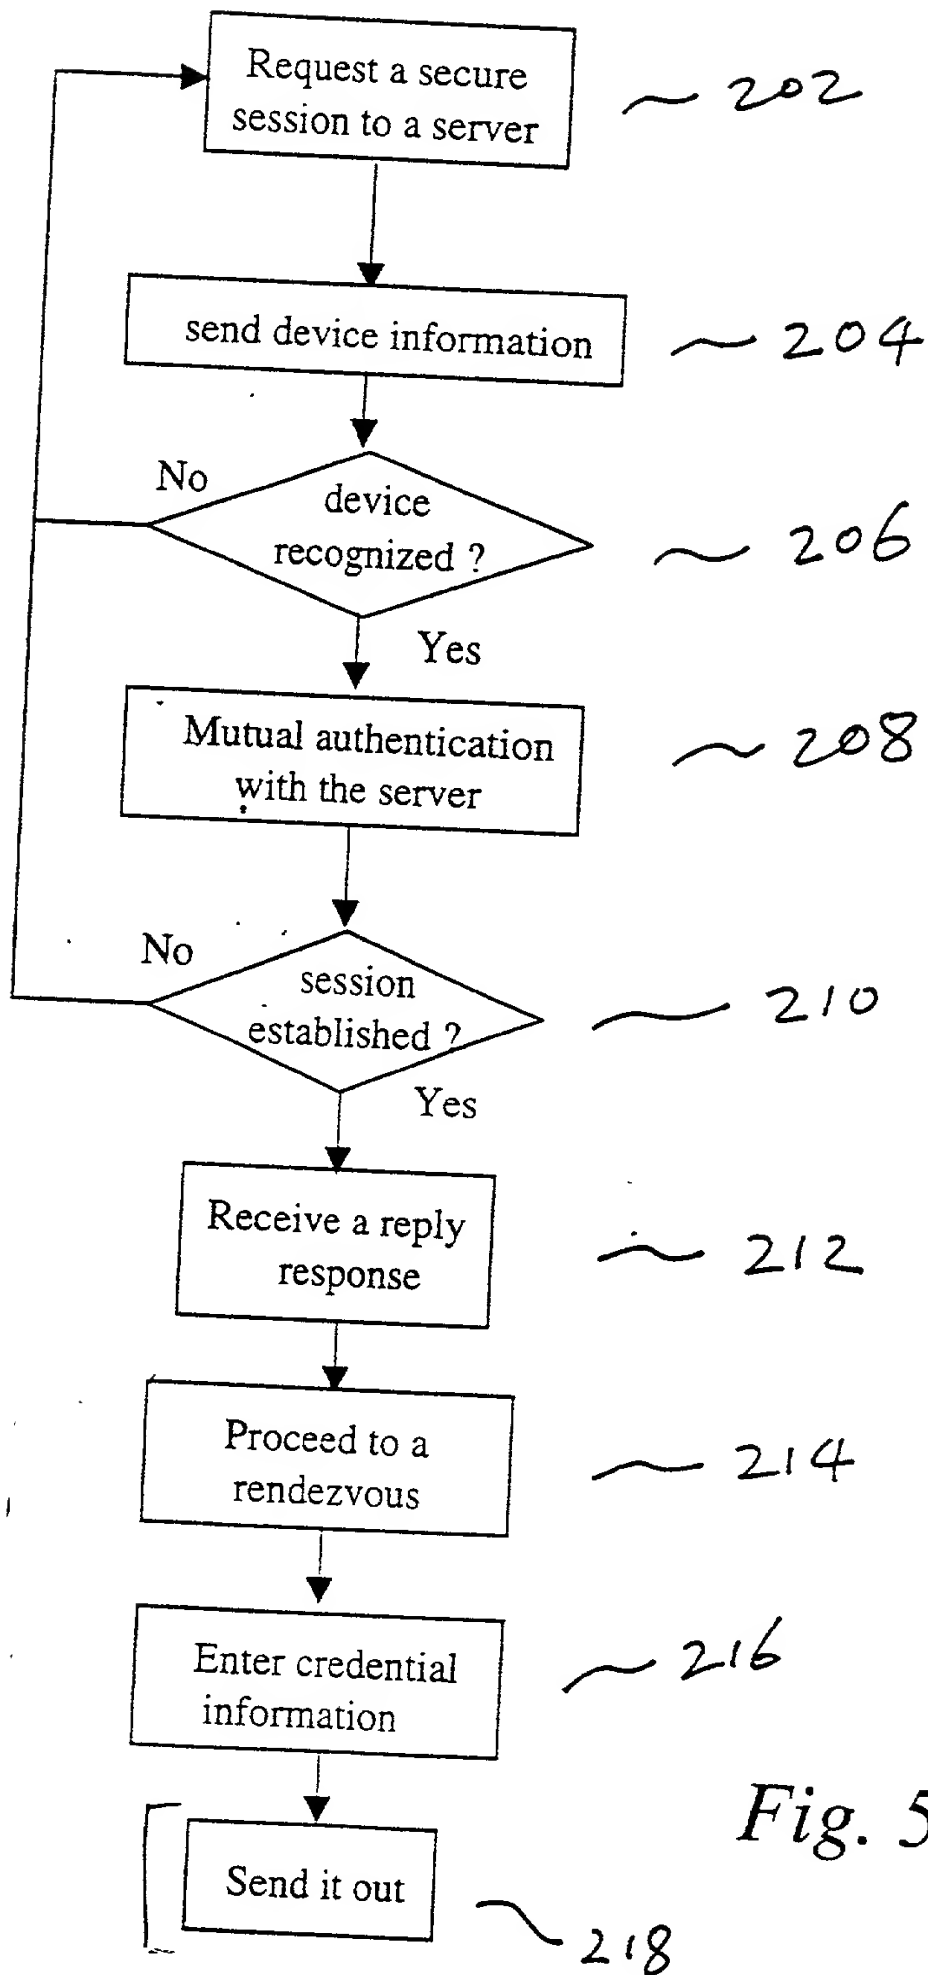 Request a secure
session to a server
~ 202
send device information
~ 204
No
device
recognized ?
~ 206
Yes
Mutual authentication
with the server
~ 208
No
session
established ?
~ 210
Yes
Receive a reply
response
~ 212
Proceed to a
rendezvous
~ 214
Enter credential
information
~ 216
Fig. 5
Send it out
~ 218